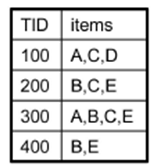 TID items
100 A,C,D
200 B,C,E
300 A,B,C,E
400 B,E